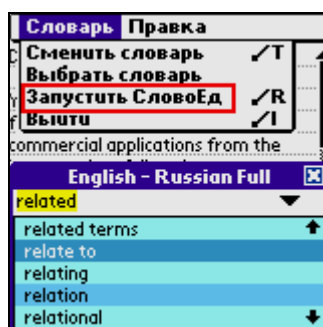 Словарь Правка
Сменить словарь /T
Выбрать словарь
Запустить СловоЕд /R
Выйти /I
commercial applications from the
English - Russian Full
related
related terms
relate to
relating
relation
relational